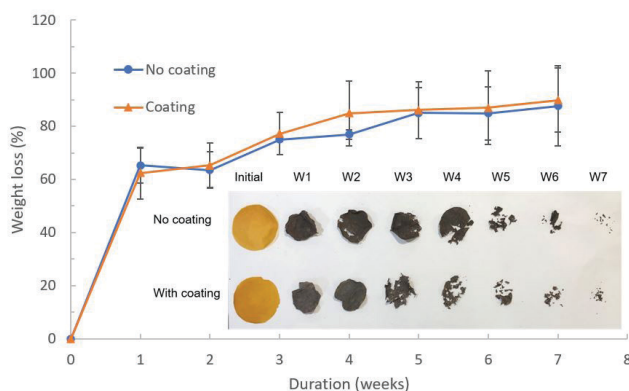 120
100
80
60
40
20
0
Weight loss (%)
No coating
Coating
Initial W1 W2 W3 W4 W5 W6 W7
No coating
With coating
0 1 2 3 4 5 6 7 8
Duration (weeks)